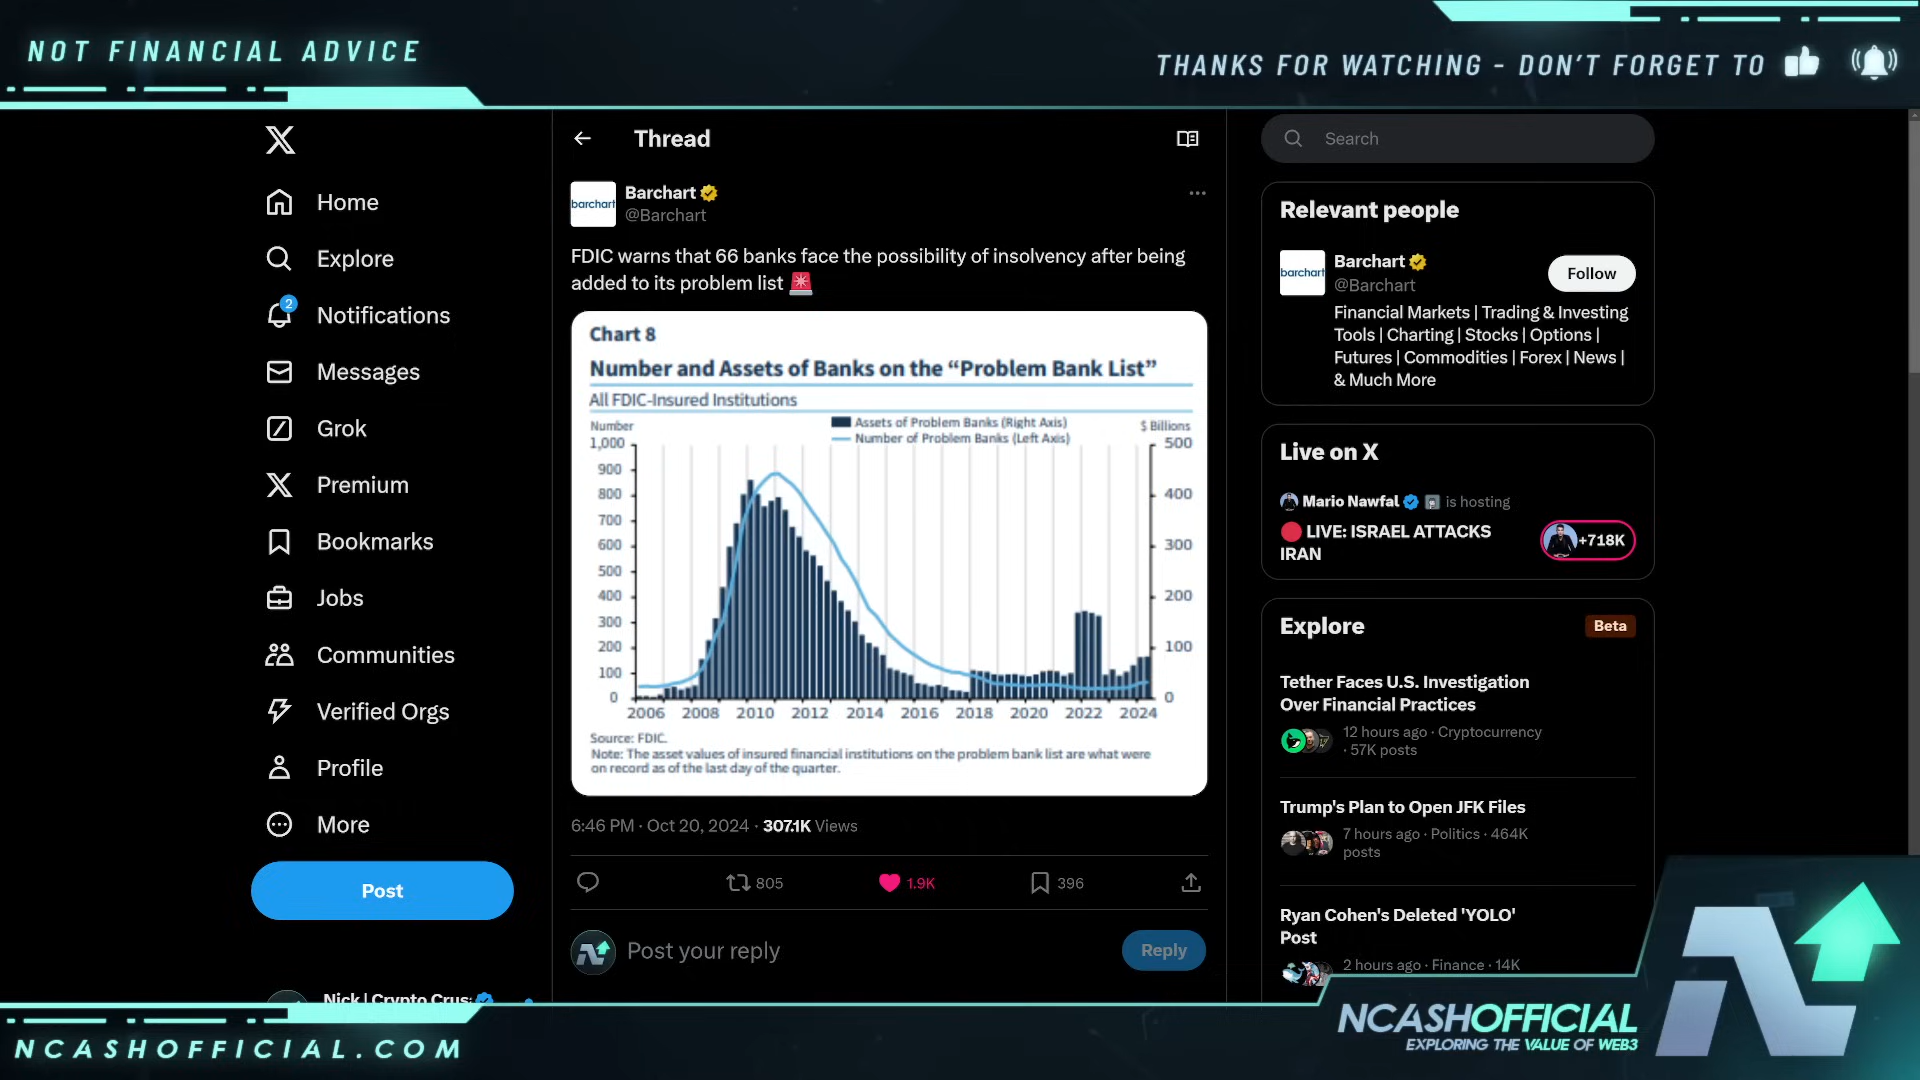 NOT FINANCIAL ADVICE
THANKS FOR WATCHING - DON'T FORGET TO
Home
Explore
2
Notifications
Messages
Grok
Premium
Bookmarks
Jobs
Communities
Verified Orgs
Profile
More
Post
Nick | Crypto Crus
Thread
barchart
Barchart
@Barchart
FDIC warns that 66 banks face the possibility of insolvency after being
added to its problem list
Chart 8
Number and Assets of Banks on the “Problem Bank List”
All FDIC-Insured Institutions
Number
Assets of Problem Banks (Right Axis)
Number of Problem Banks (Left Axis)
$ Billions
1,000
900
800
700
600
500
400
300
200
100
0
500
400
300
200
100
0
2006 2008 2010 2012 2014 2016 2018 2020 2022 2024
Source: FDIC.
Note: The asset values of insured financial institutions on the problem bank list are what were
on record as of the last day of the quarter.
6:46 PM · Oct 20, 2024 · 307.1K Views
805 1.9K 396
Post your reply
Reply
Search
Relevant people
barchart
Barchart
@Barchart
Follow
Financial Markets | Trading & Investing
Tools | Charting | Stocks | Options |
Futures | Commodities | Forex | News |
& Much More
Live on X
Mario Nawfal is hosting
LIVE: ISRAEL ATTACKS
IRAN
+718K
Explore
Beta
Tether Faces U.S. Investigation
Over Financial Practices
12 hours ago · Cryptocurrency
· 57K posts
Trump's Plan to Open JFK Files
7 hours ago · Politics · 464K
posts
Ryan Cohen's Deleted 'YOLO'
Post
2 hours ago · Finance · 14K
NCASHOFFICIAL.COM
NCASHOFFICIAL
EXPLORING THE VALUE OF WEB3